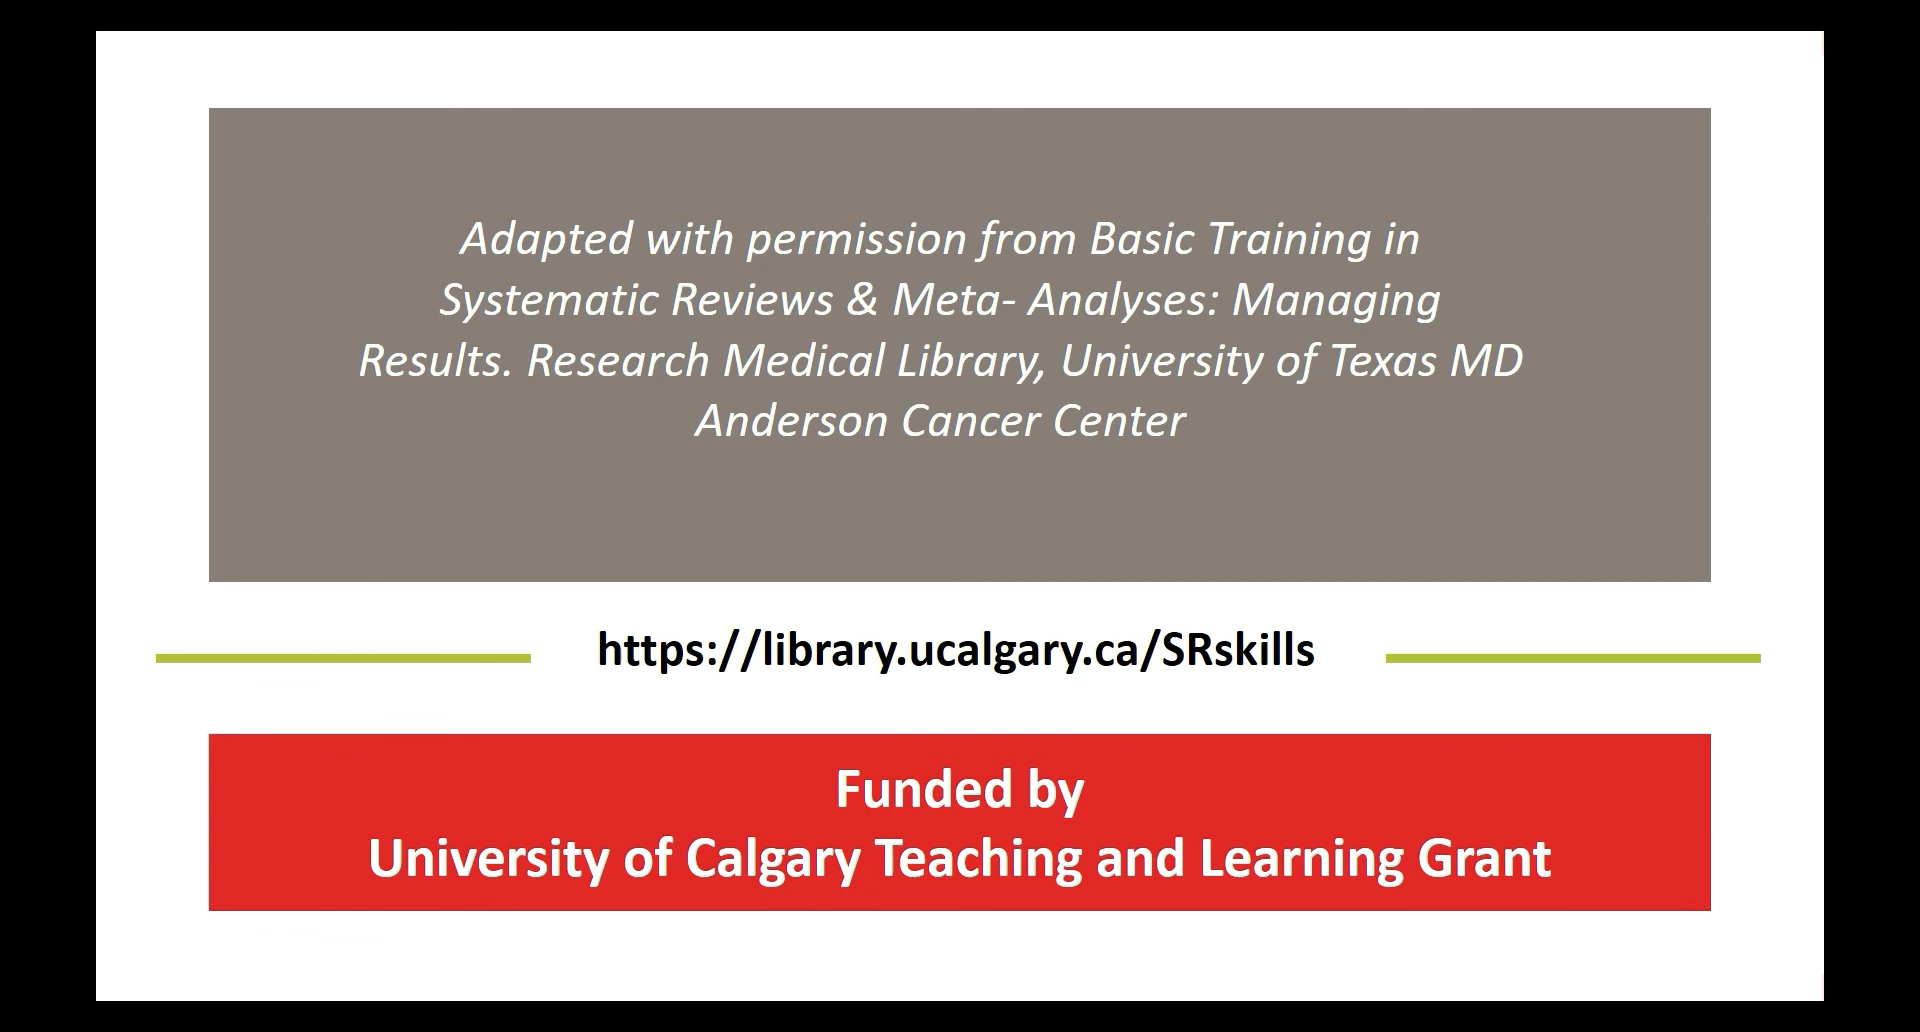 Adapted with permission from Basic Training in
Systematic Reviews & Meta- Analyses: Managing
Results. Research Medical Library, University of Texas MD
Anderson Cancer Center
https://library.ucalgary.ca/SRskills
Funded by
University of Calgary Teaching and Learning Grant